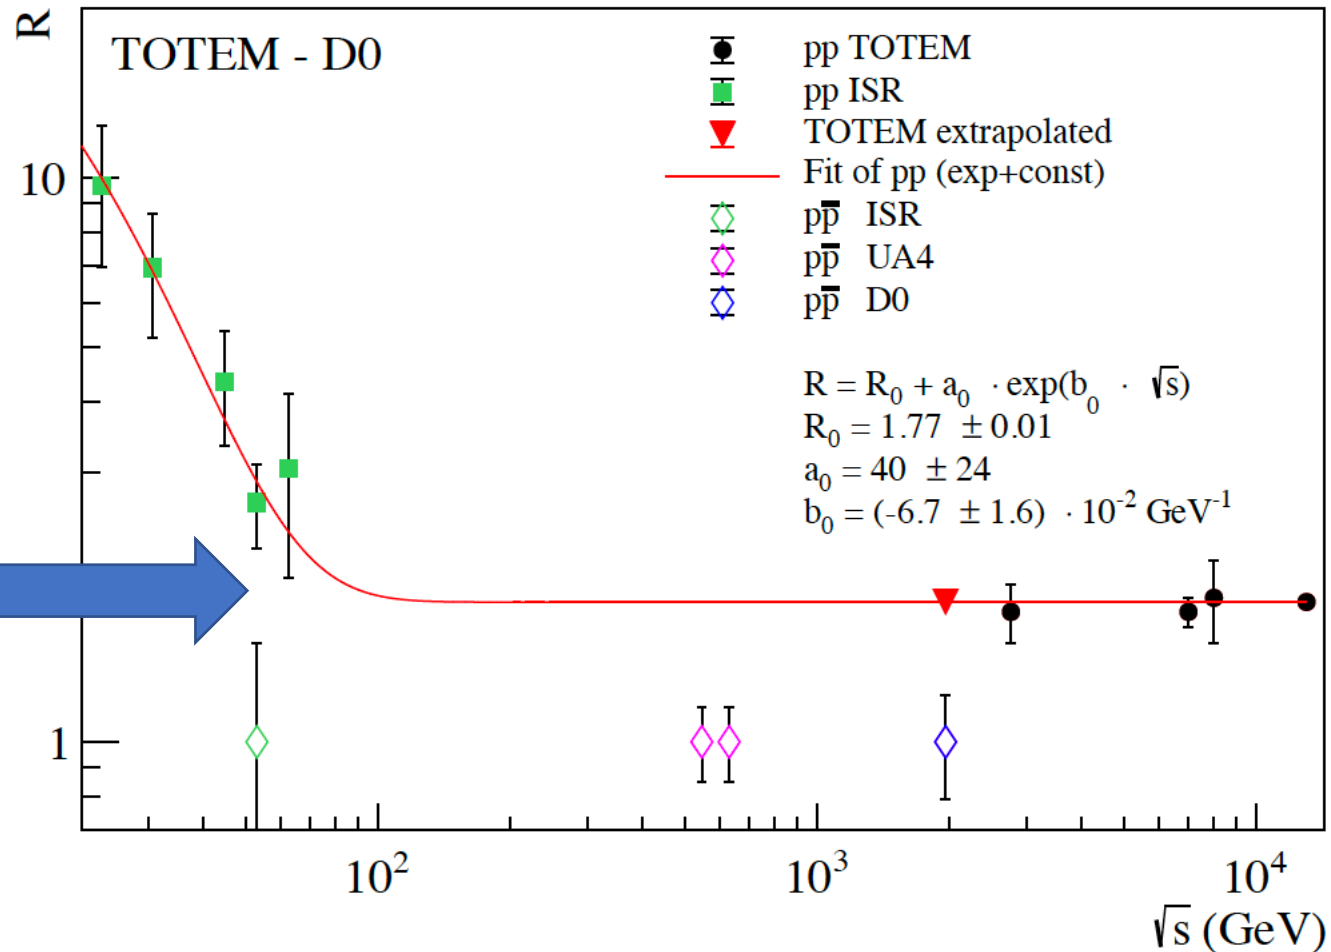 R
TOTEM - D0
pp TOTEM
pp ISR
TOTEM extrapolated
Fit of pp (exp+const)
pp̅ ISR
pp̅ UA4
pp̅ D0
R = R₀ + a₀ · exp(b₀ · √s)
R₀ = 1.77 ± 0.01
a₀ = 40 ± 24
b₀ = (-6.7 ± 1.6) · 10⁻² GeV⁻¹
10
1
10² 10³ 10⁴
√s (GeV)